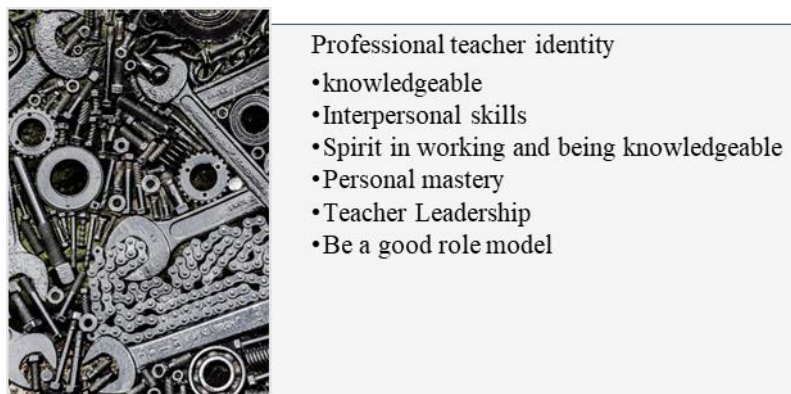 Professional teacher identity
•knowledgeable
•Interpersonal skills
•Spirit in working and being knowledgeable
•Personal mastery
•Teacher Leadership
•Be a good role model